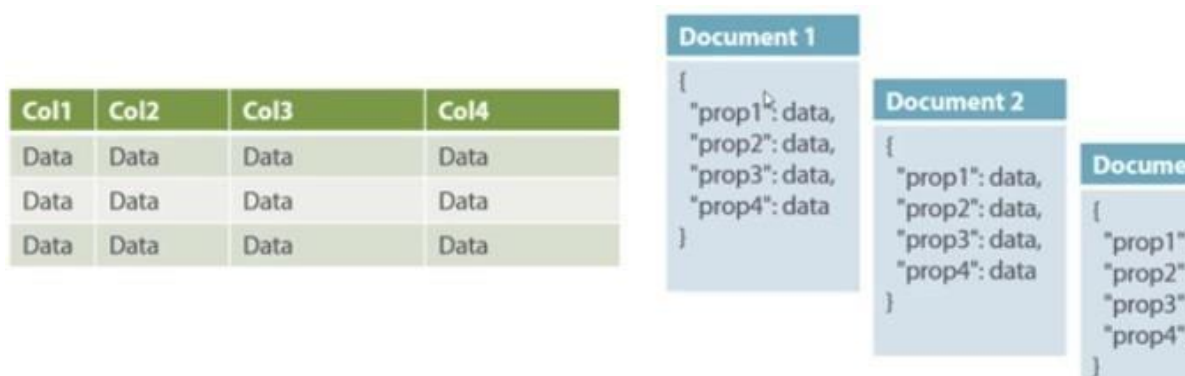 Col1 Col2 Col3 Col4
Data Data Data Data
Data Data Data Data
Data Data Data Data
Document 1
{
"prop1": data,
"prop2": data,
"prop3": data,
"prop4": data
}
Document 2
{
"prop1": data,
"prop2": data,
"prop3": data,
"prop4": data
}
Docume
{
"prop1"
"prop2"
"prop3"
"prop4"
}